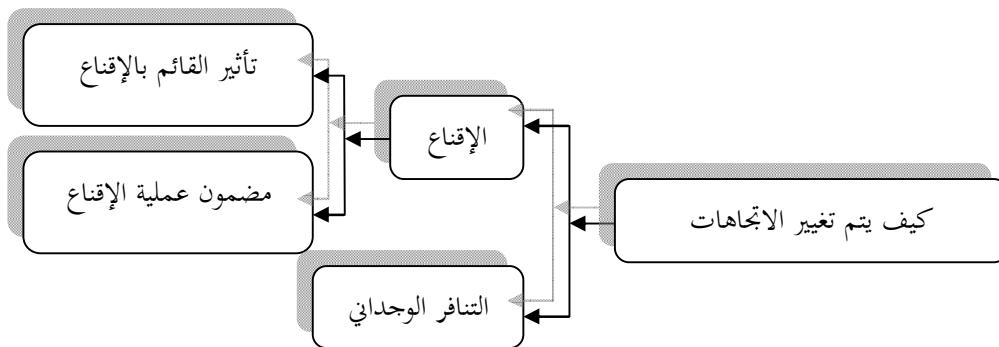 كيف يتم تغيير الاتجاهات
الإقناع
تأثير القائم بالإقناع
مضمون عملية الإقناع
التنافر الوجداني